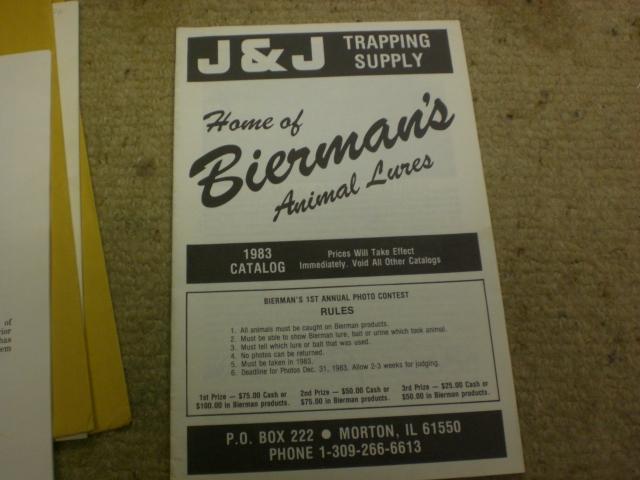 J&J TRAPPING SUPPLY
Home of
Bierman's
Animal Lures
1983 CATALOG
Prices Will Take Effect
Immediately. Void All Other Catalogs
BIERMAN'S 1ST ANNUAL PHOTO CONTEST
RULES
1. All animals must be caught on Bierman products.
2. Must be able to show Bierman lure, bait or urine which took animal.
3. Must tell which lure or bait that was used.
4. No photos can be returned.
5. Must be taken in 1983.
6. Deadline for Photos Dec. 31, 1983. Allow 2-3 weeks for judging.
1st Prize — $75.00 Cash or
$100.00 in Bierman products.
2nd Prize — $50.00 Cash or
$75.00 in Bierman products.
3rd Prize — $25.00 Cash or
$50.00 in Bierman products.
P.O. BOX 222 ● MORTON, IL 61550
PHONE 1-309-266-6613
of
rior
has